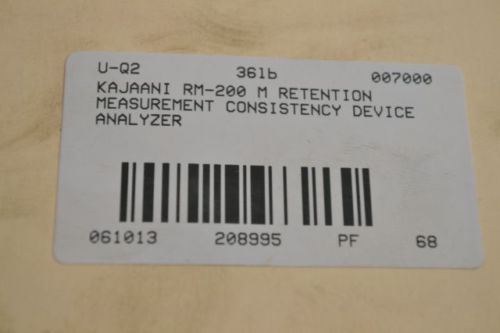 U-Q2 361b 007000
KAJAANI RM-200 M RETENTION
MEASUREMENT CONSISTENCY DEVICE
ANALYZER
061013 208995 PF 68